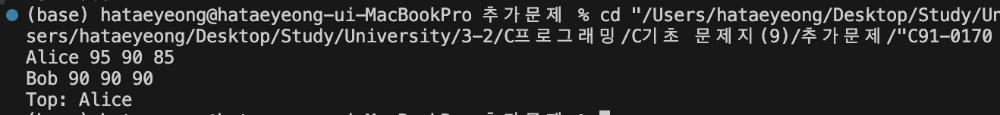 (base) hataeyeong@hataeyeong-ui-MacBookPro 추가문제 % cd "/Users/hataeyeong/Desktop/Study/Un
sers/hataeyeong/Desktop/Study/University/3-2/C프로그래밍/C기초 문제지(9)/추가문제/"C91-0170
Alice 95 90 85
Bob 90 90 90
Top: Alice